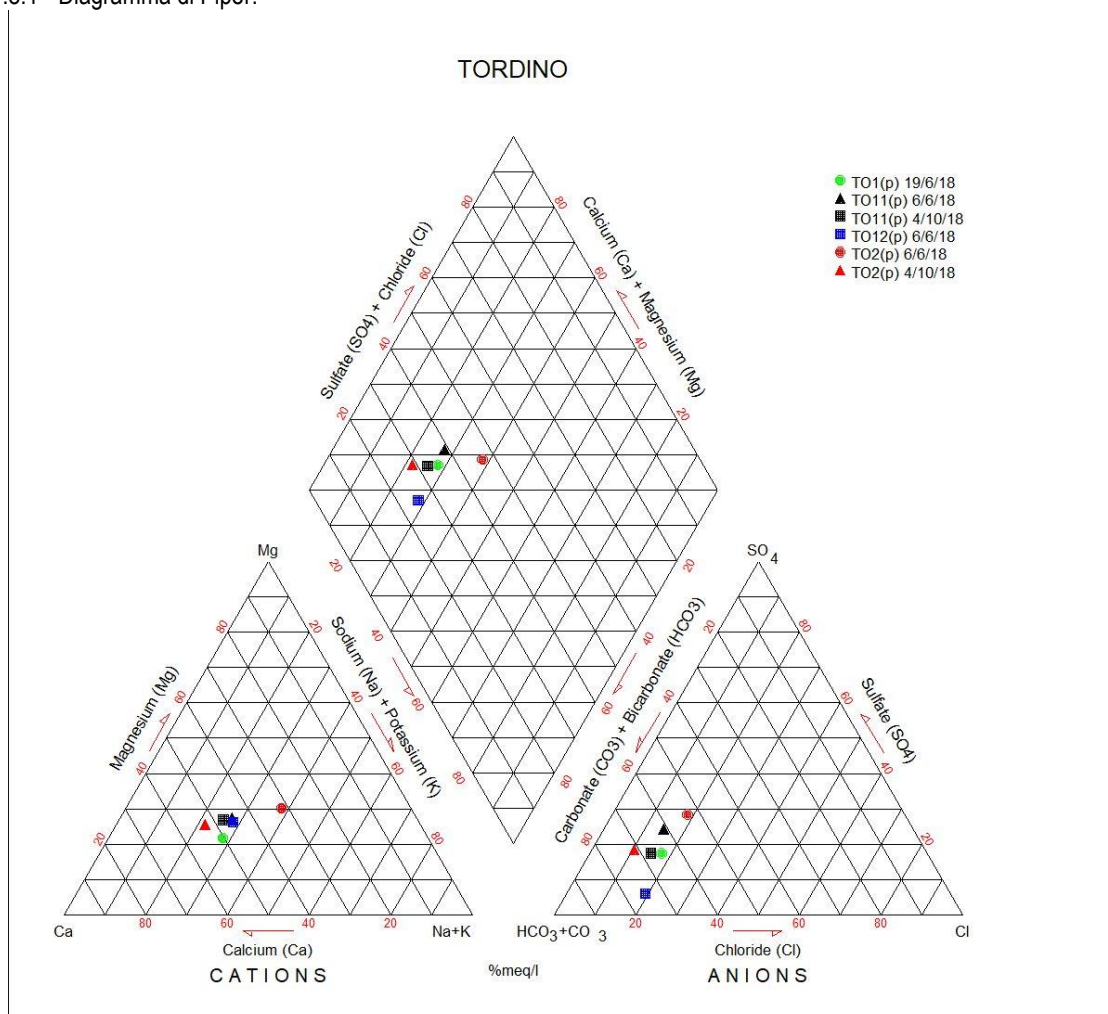 Diagramma di Piper.
TORDINO
TO1(p) 19/6/18
TO11(p) 6/6/18
TO11(p) 4/10/18
TO12(p) 6/6/18
TO2(p) 6/6/18
TO2(p) 4/10/18
80
80
Sulfate (SO4) + Chloride (Cl)
Calcium (Ca) + Magnesium (Mg)
60
60
40
40
20
20
Mg
SO4
20
20
80
20
20
80
Sodium (Na) + Potassium (K)
Carbonate (CO3) + Bicarbonate (HCO3)
40
40
Magnesium (Mg)
Sulfate (SO4)
60
40
60
60
40
60
40
60
80
80
60
40
20
80
80
20
Ca
80
60
40
20
Na+K
HCO3+CO 3
20
40
60
80
Cl
Calcium (Ca)
Chloride (Cl)
CATIONS
%meq/l
ANIONS